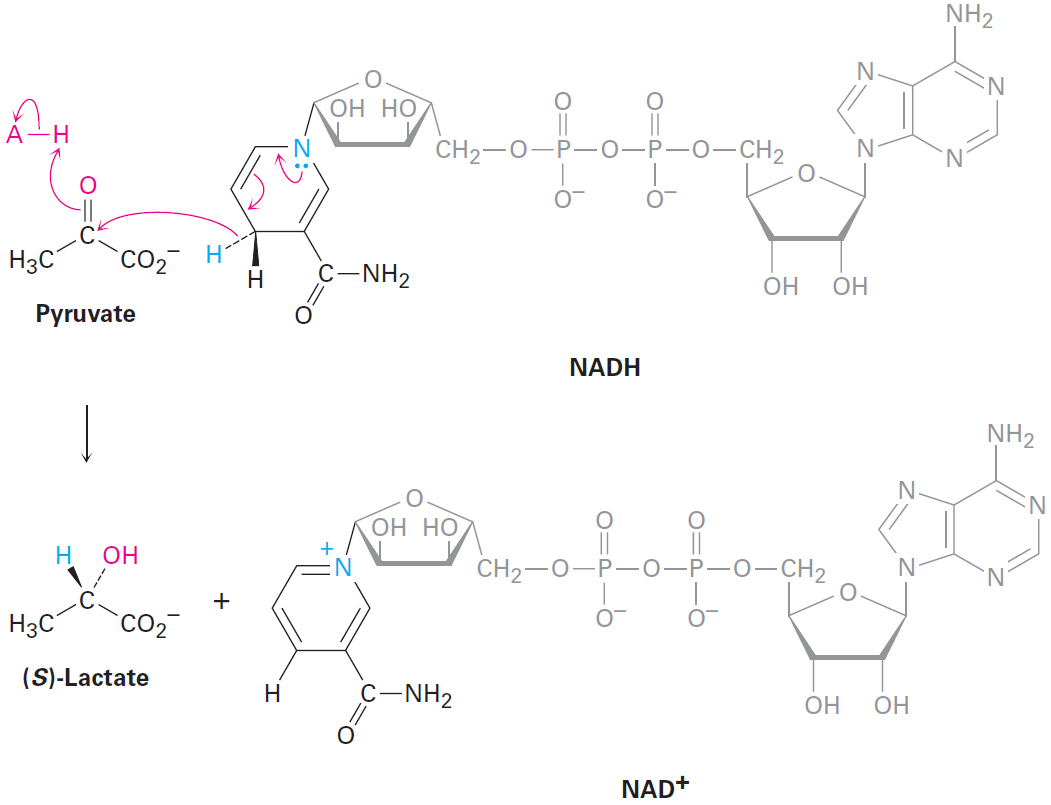 NH2
O
N
N
A—H
OH HO
O
O
N
CH2—O—P—O—P—O—CH2
N
N
O
O
O−
O−
C
H
H3C
CO2−
H
C—NH2
OH
OH
O
Pyruvate
NADH
NH2
N
N
O
OH HO
O
O
H
OH
+
N
CH2—O—P—O—P—O—CH2
N
N
C
O
+
O−
O−
H3C
CO2−
(S)-Lactate
H
C—NH2
OH
OH
O
NAD+